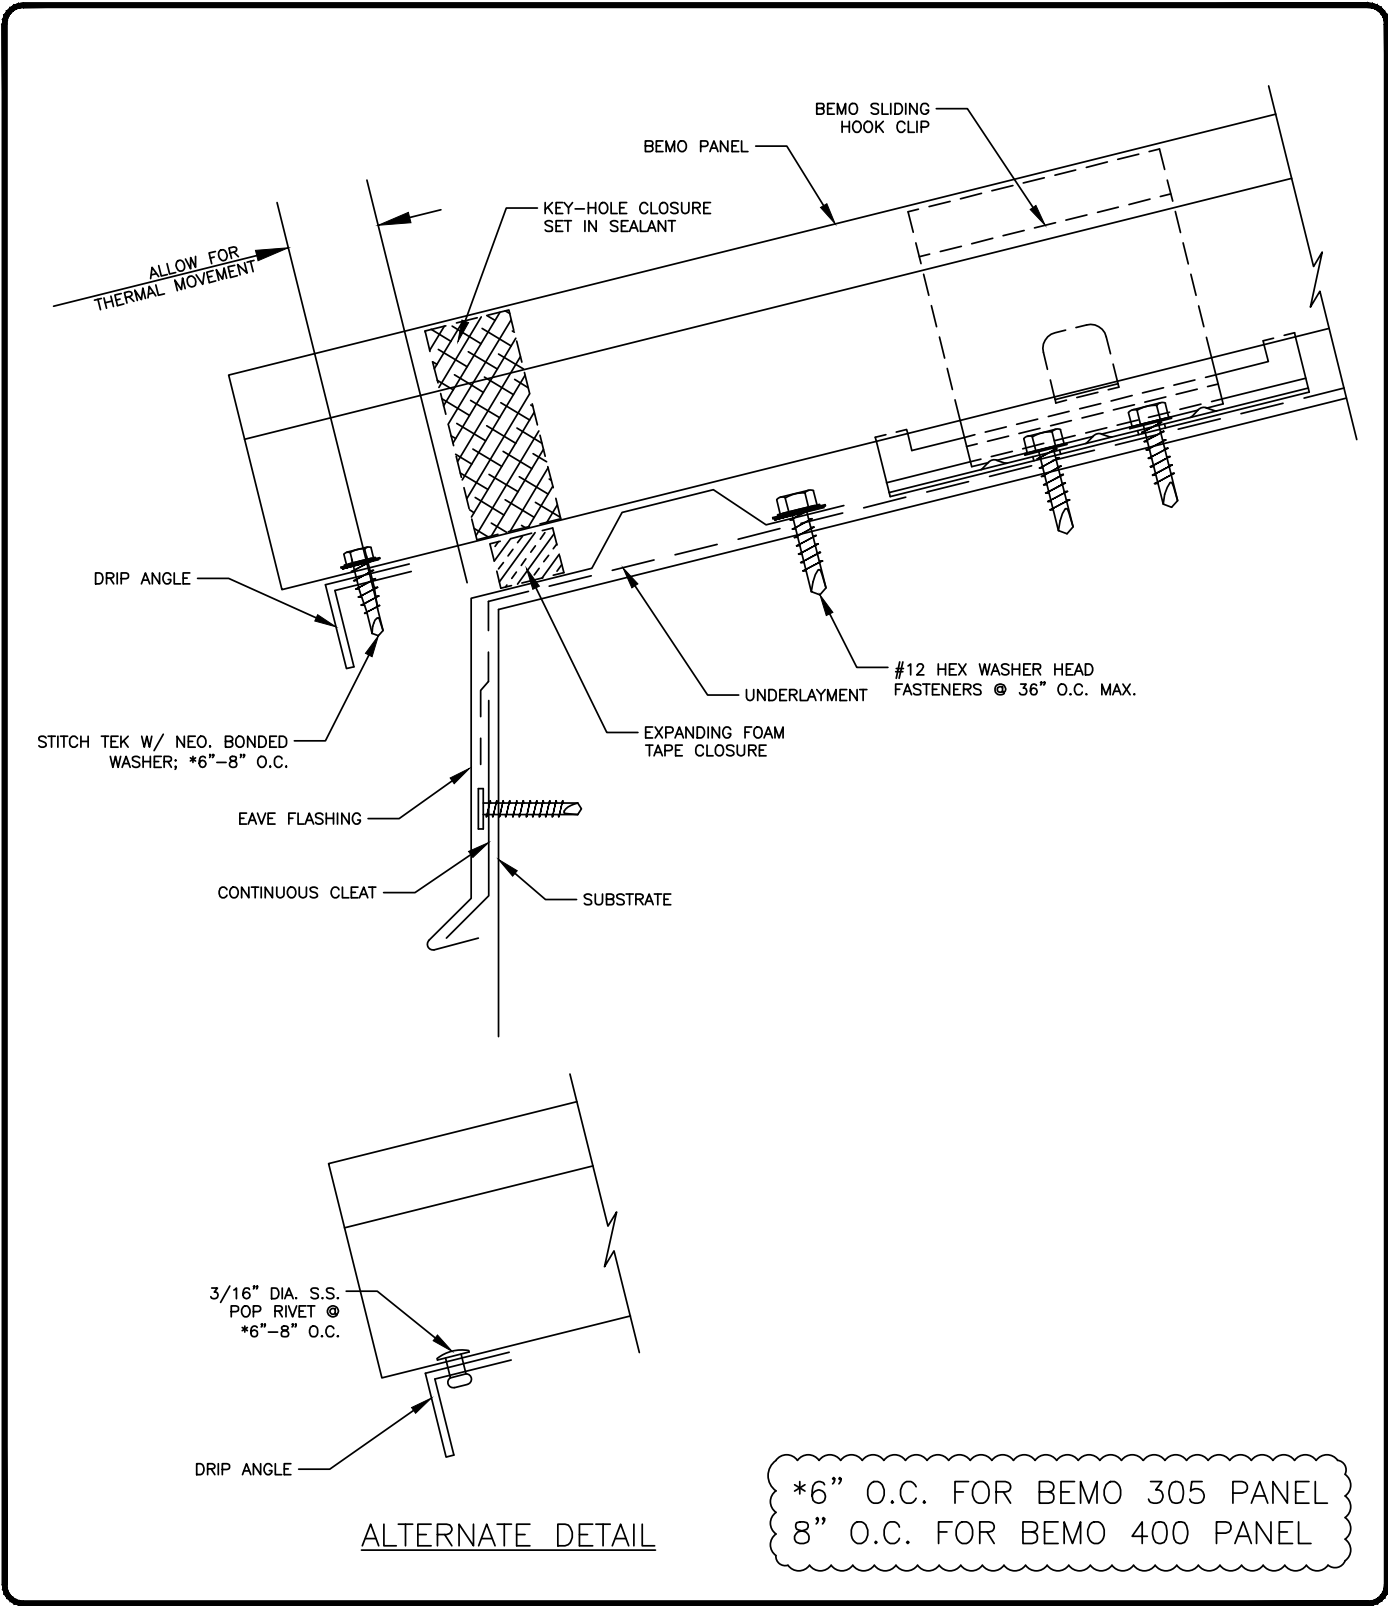 BEMO SLIDING
HOOK CLIP
BEMO PANEL
KEY-HOLE CLOSURE
SET IN SEALANT
ALLOW FOR
THERMAL MOVEMENT
DRIP ANGLE
#12 HEX WASHER HEAD
FASTENERS @ 36" O.C. MAX.
UNDERLAYMENT
EXPANDING FOAM
TAPE CLOSURE
STITCH TEK W/ NEO. BONDED
WASHER; *6"-8" O.C.
EAVE FLASHING
CONTINUOUS CLEAT
SUBSTRATE
3/16" DIA. S.S.
POP RIVET @
*6"-8" O.C.
DRIP ANGLE
ALTERNATE DETAIL
*6" O.C. FOR BEMO 305 PANEL
8" O.C. FOR BEMO 400 PANEL